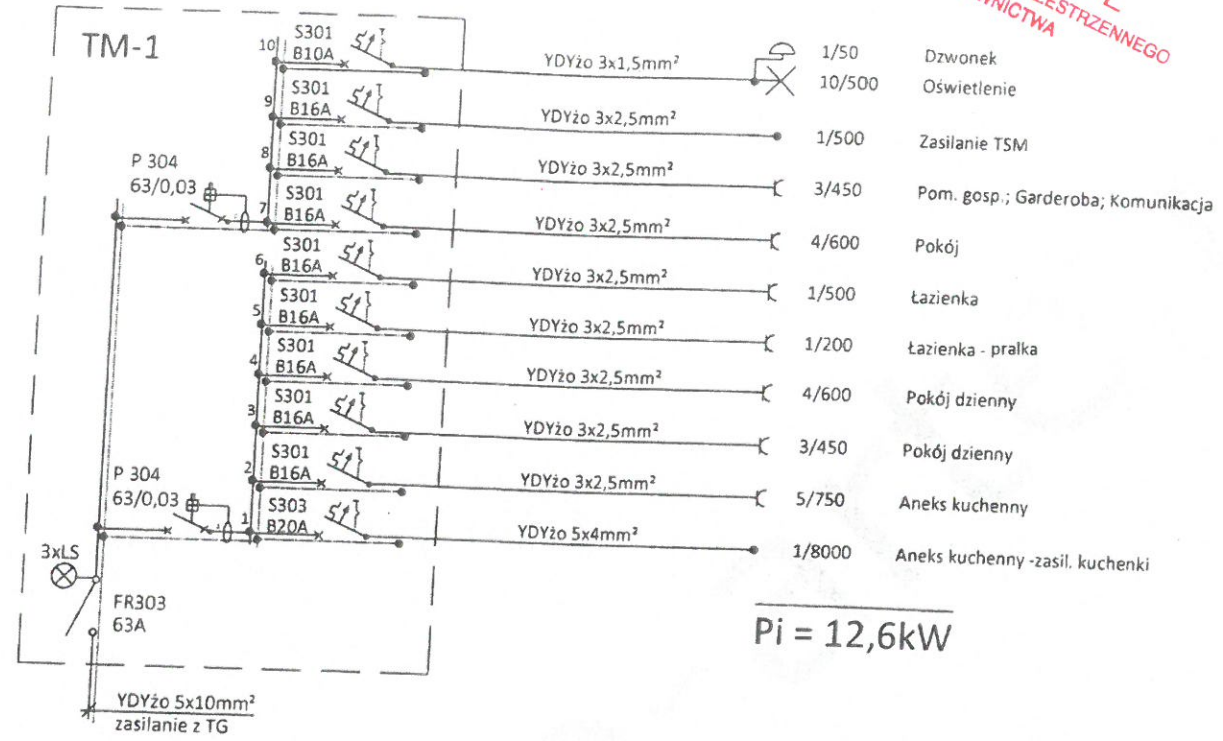 ZESTRZENNEGO
WNICTWA
TM-1
10
S301
B10A
YDYżo 3x1,5mm²
1/50 Dzwonek
10/500 Oświetlenie
9
S301
B16A
YDYżo 3x2,5mm²
1/500 Zasilanie TSM
8
S301
B16A
YDYżo 3x2,5mm²
3/450 Pom. gosp.; Garderoba; Komunikacja
P 304
63/0,03
7
S301
B16A
YDYżo 3x2,5mm²
4/600 Pokój
6
S301
B16A
YDYżo 3x2,5mm²
1/500 Łazienka
5
S301
B16A
YDYżo 3x2,5mm²
1/200 Łazienka - pralka
4
S301
B16A
YDYżo 3x2,5mm²
4/600 Pokój dzienny
3
S301
B16A
YDYżo 3x2,5mm²
3/450 Pokój dzienny
2
S301
B16A
YDYżo 3x2,5mm²
5/750 Aneks kuchenny
P 304
63/0,03
1
S303
B20A
YDYżo 5x4mm²
1/8000 Aneks kuchenny -zasil. kuchenki
3xLS
FR303
63A
Pi = 12,6kW
YDYżo 5x10mm²
zasilanie z TG